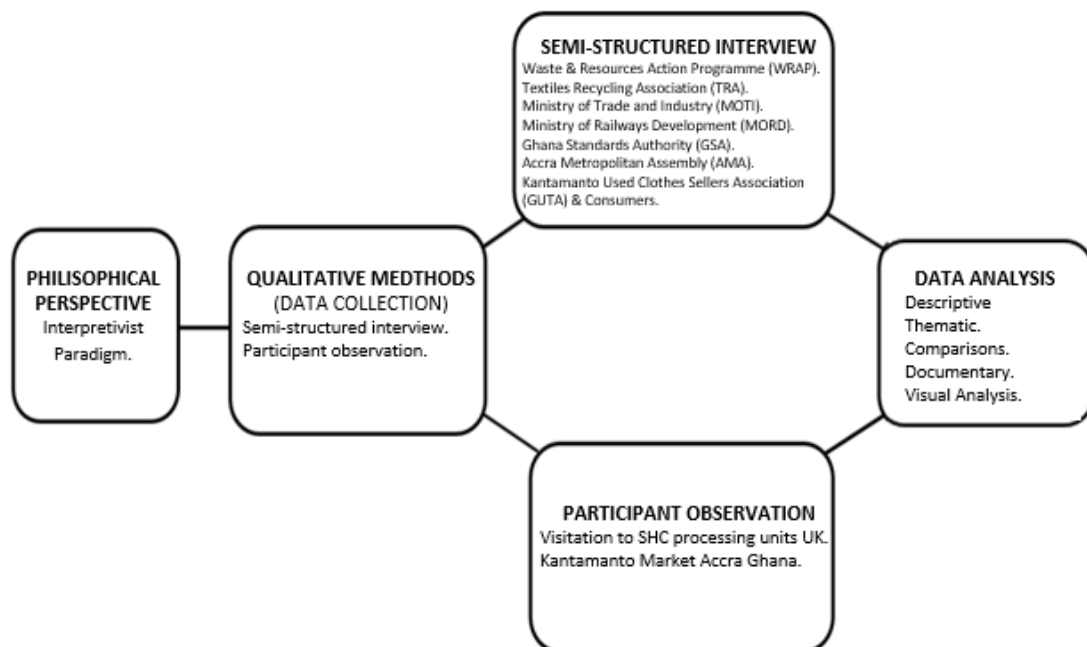 PHILISOPHICAL
PERSPECTIVE
Interpretivist
Paradigm.
QUALITATIVE MEDTHODS
(DATA COLLECTION)
Semi-structured interview.
Participant observation.
SEMI-STRUCTURED INTERVIEW
Waste & Resources Action Programme (WRAP).
Textiles Recycling Association (TRA).
Ministry of Trade and Industry (MOTI).
Ministry of Railways Development (MORD).
Ghana Standards Authority (GSA).
Accra Metropolitan Assembly (AMA).
Kantamanto Used Clothes Sellers Association
(GUTA) & Consumers.
PARTICIPANT OBSERVATION
Visitation to SHC processing units UK.
Kantamanto Market Accra Ghana.
DATA ANALYSIS
Descriptive
Thematic.
Comparisons.
Documentary.
Visual Analysis.